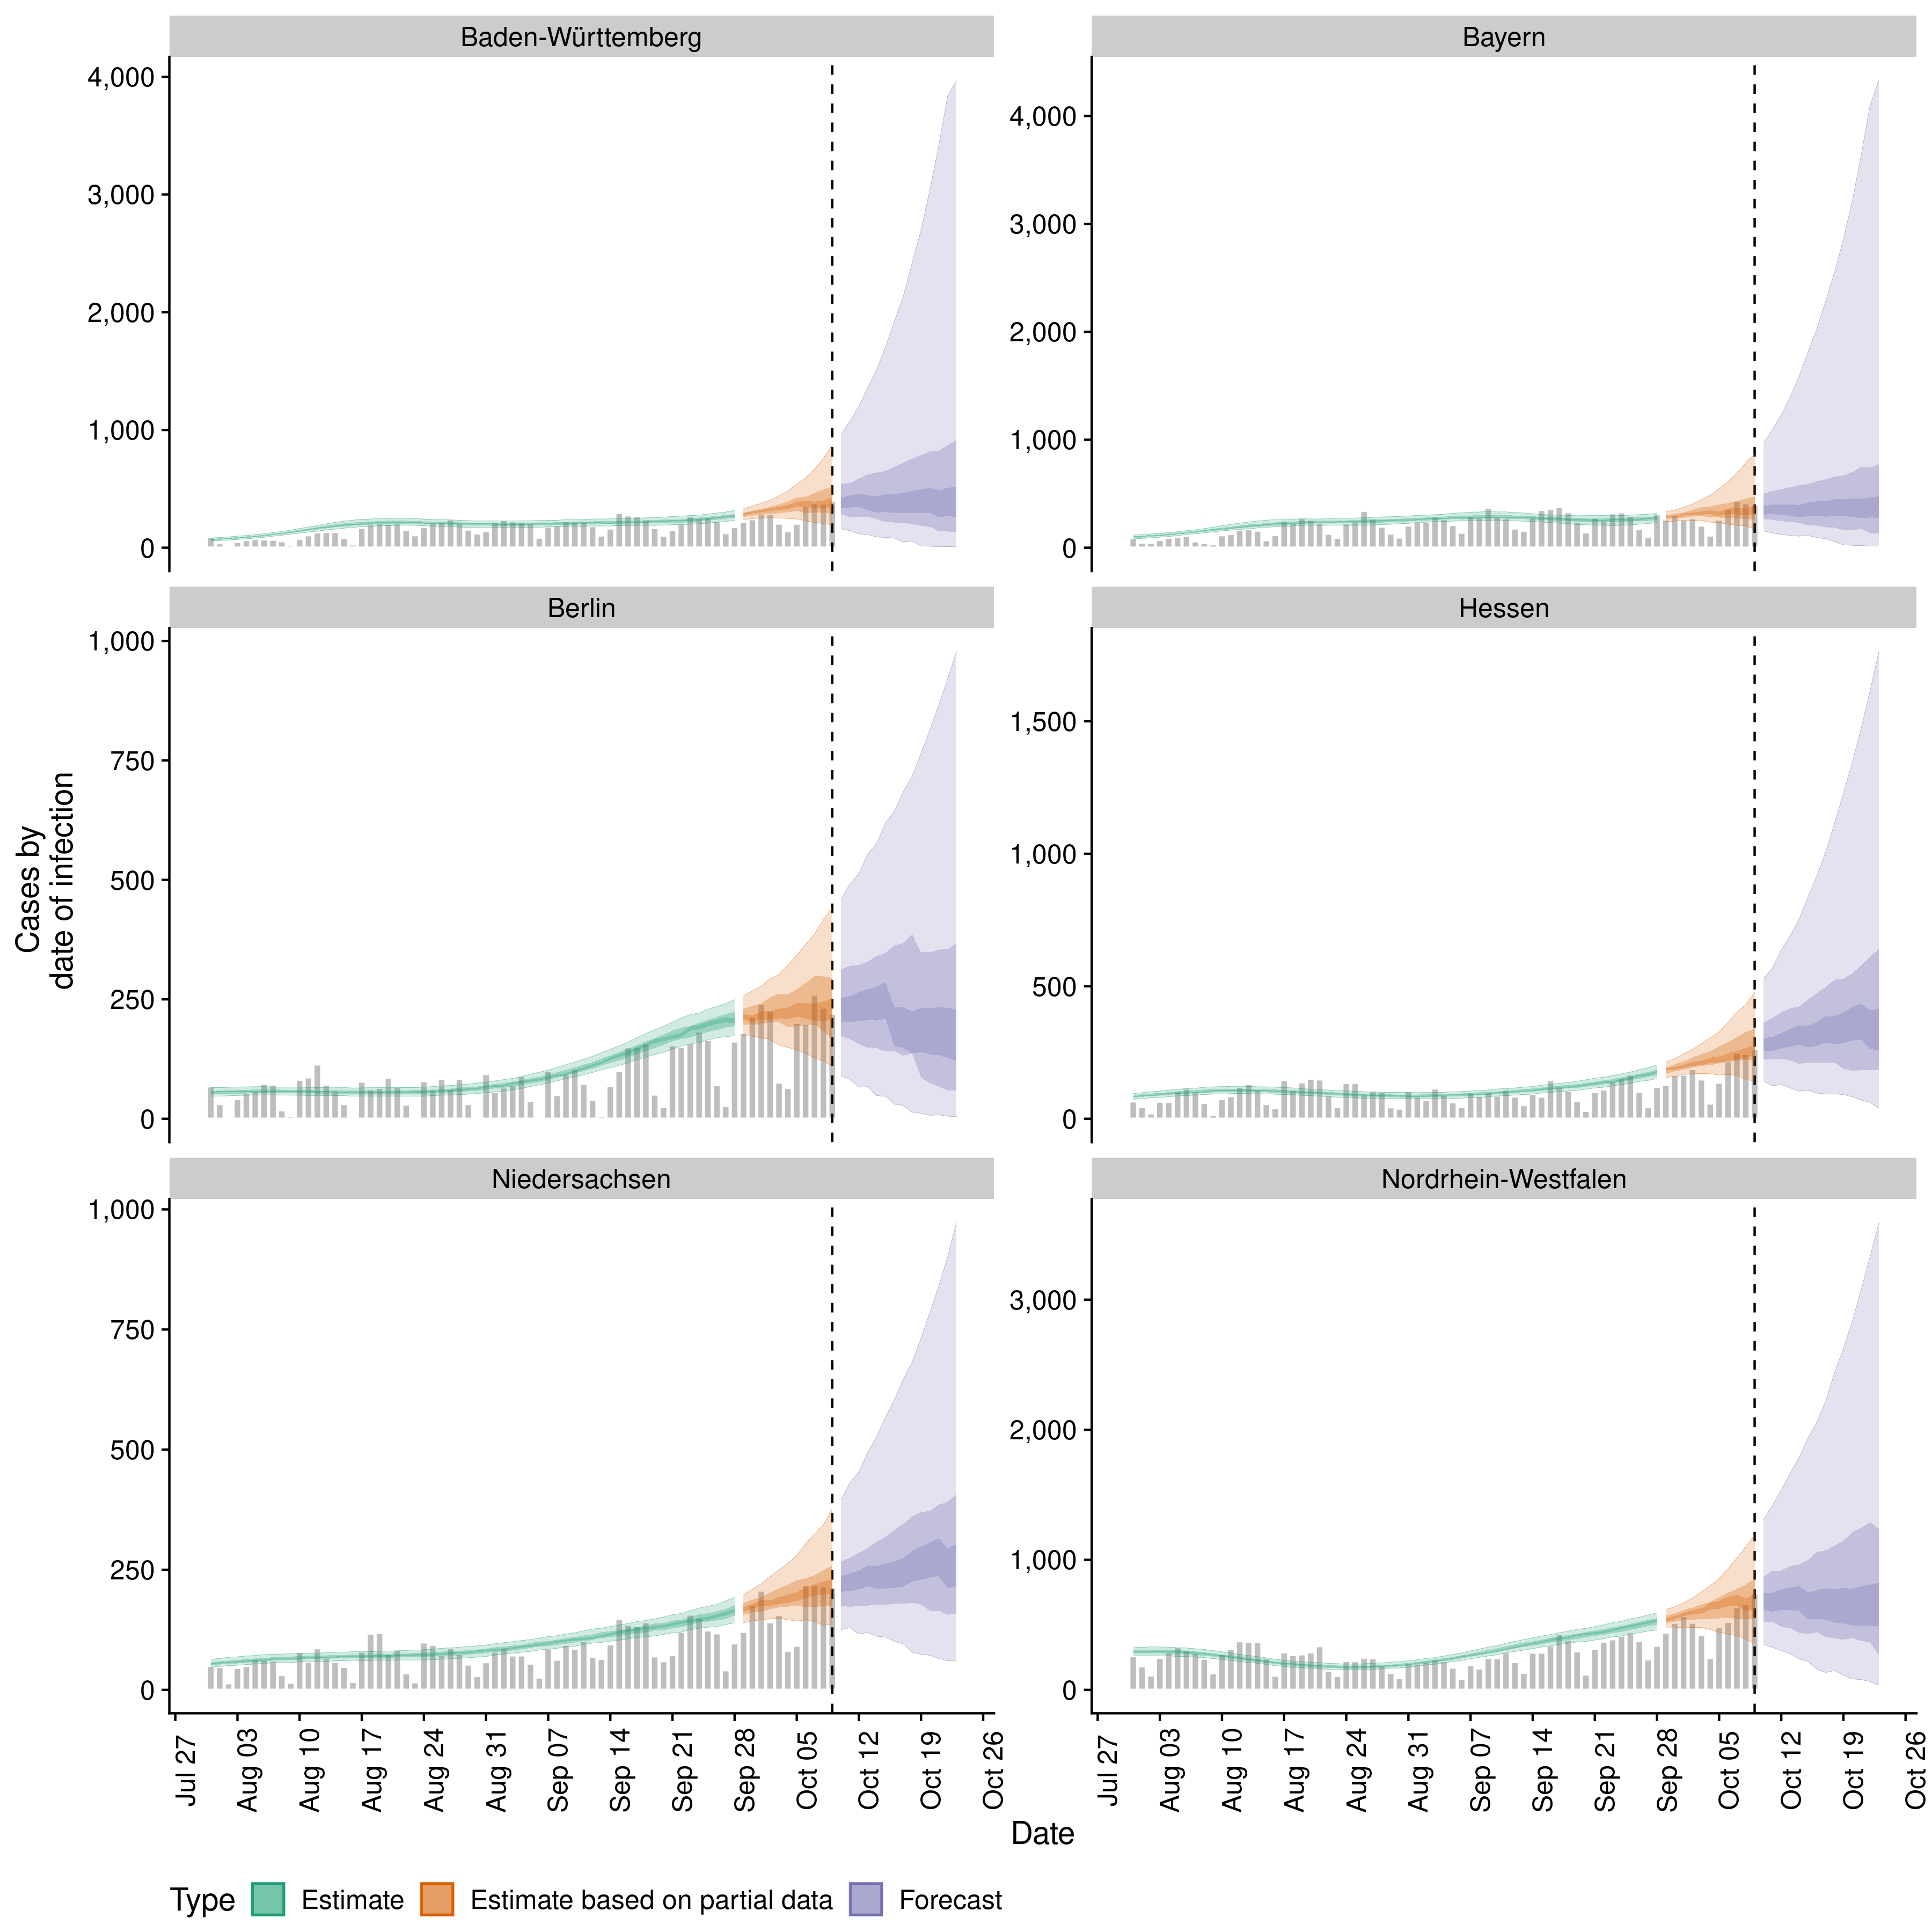 Baden-Württemberg
Bayern
4,000
3,000
2,000
1,000
0
4,000
3,000
2,000
1,000
0
Berlin
Hessen
1,000
750
500
250
0
1,500
1,000
500
0
Niedersachsen
Nordrhein-Westfalen
1,000
750
500
250
0
3,000
2,000
1,000
0
Cases by
date of infection
Jul 27
Aug 03
Aug 10
Aug 17
Aug 24
Aug 31
Sep 07
Sep 14
Sep 21
Sep 28
Oct 05
Oct 12
Oct 19
Oct 26
Jul 27
Aug 03
Aug 10
Aug 17
Aug 24
Aug 31
Sep 07
Sep 14
Sep 21
Sep 28
Oct 05
Oct 12
Oct 19
Oct 26
Date
Type Estimate Estimate based on partial data Forecast